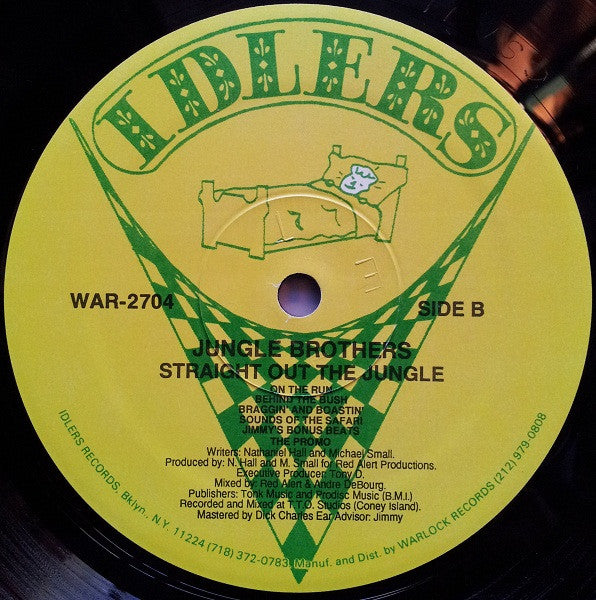 IDLERS
WAR-2704
SIDE B
JUNGLE BROTHERS
STRAIGHT OUT THE JUNGLE
ON THE RUN
BEHIND THE BUSH
BRAGGIN' AND BOASTIN'
SOUNDS OF THE SAFARI
JIMMY'S BONUS BEATS
THE PROMO
Writers: Nathaniel Hall and Michael Small.
Produced by: N. Hall and M. Small for Red Alert Productions.
Executive Producer: Tony D.
Mixed by: Red Alert & Andre DeBourg.
Publishers: Tonk Music and Prodisc Music (B.M.I.)
Recorded and Mixed at T.T.O. Studios (Coney Island).
Mastered by Dick Charles Ear Advisor: Jimmy
IDLERS RECORDS, Bklyn., N.Y. 11224 (718) 372-0783, Manuf. and Dist. by WARLOCK RECORDS (212) 979-0808